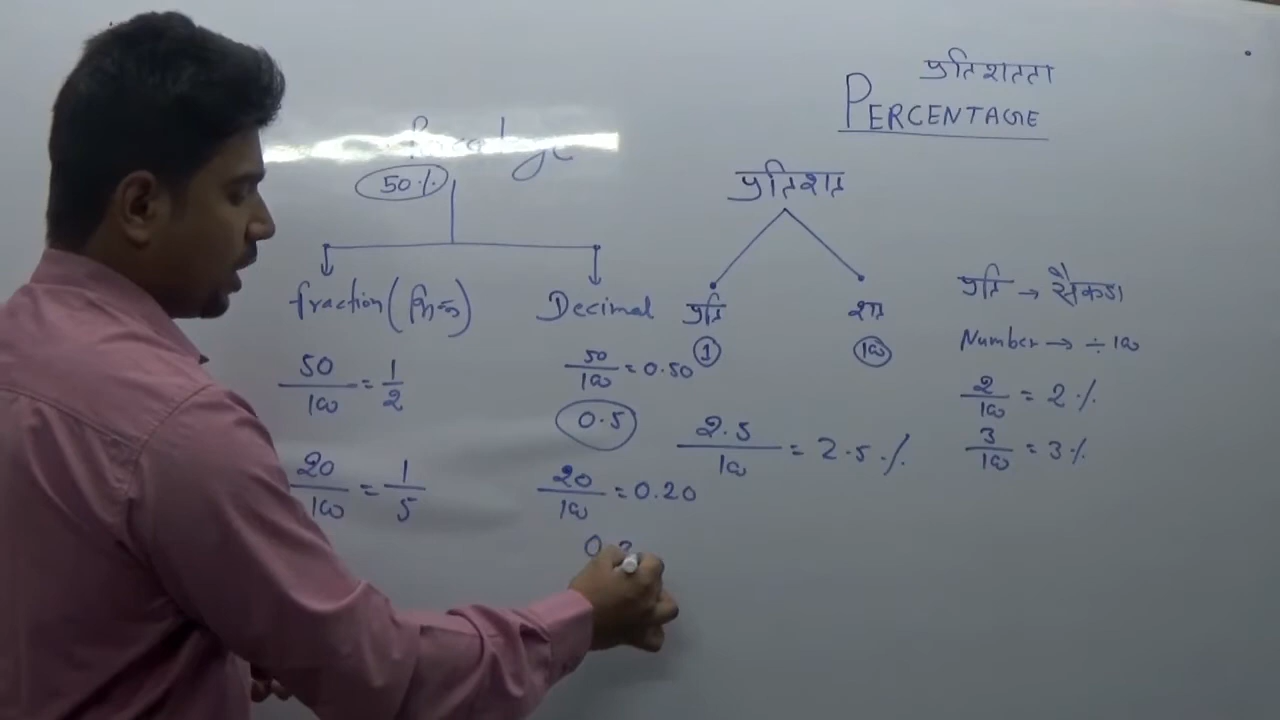 प्रतिशतता
PERCENTAGE
50%
fraction (भिन्न)
50/100 = 1/2
20/100 = 1/5
Decimal
50/100 = 0.50
0.5
20/100 = 0.20
0.2
प्रतिशत
प्रति शत
1 100
2.5/100 = 2.5%
प्रति → सैकडा
Number → ÷ 100
2/100 = 2%
3/100 = 3%